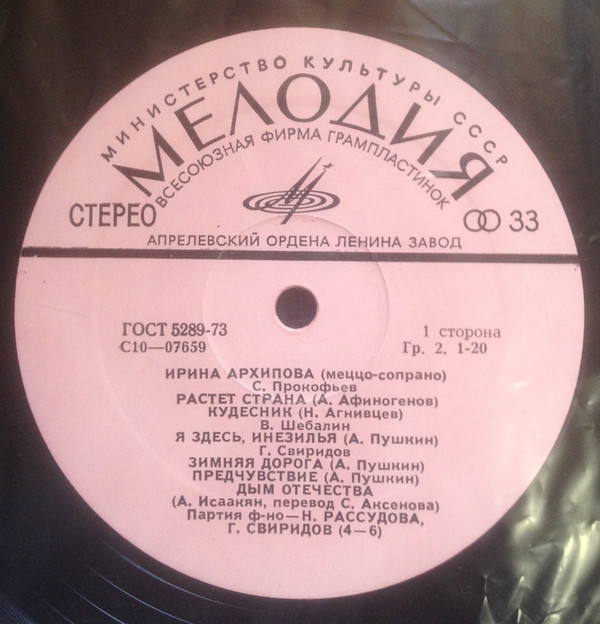 МИНИСТЕРСТВО КУЛЬТУРЫ СССР
МЕЛОДИЯ
ВСЕСОЮЗНАЯ ФИРМА ГРАМПЛАСТИНОК
СТЕРЕО
33
АПРЕЛЕВСКИЙ ОРДЕНА ЛЕНИНА ЗАВОД
ГОСТ 5289-73
1 сторона
С10—07659
Гр. 2. 1-20
ИРИНА АРХИПОВА (меццо-сопрано)
С. Прокофьев
РАСТЕТ СТРАНА (А. Афиногенов)
КУДЕСНИК (Н. Агнивцев)
В. Шебалин
Я ЗДЕСЬ, ИНЕЗИЛЬЯ (А. Пушкин)
Г. Свиридов
ЗИМНЯЯ ДОРОГА (А. Пушкин)
ПРЕДЧУВСТВИЕ (А. Пушкин)
ДЫМ ОТЕЧЕСТВА
(А. Исаакян, перевод С. Аксенова)
Партия ф-но—Н. РАССУДОВА,
Г. СВИРИДОВ (4—6)